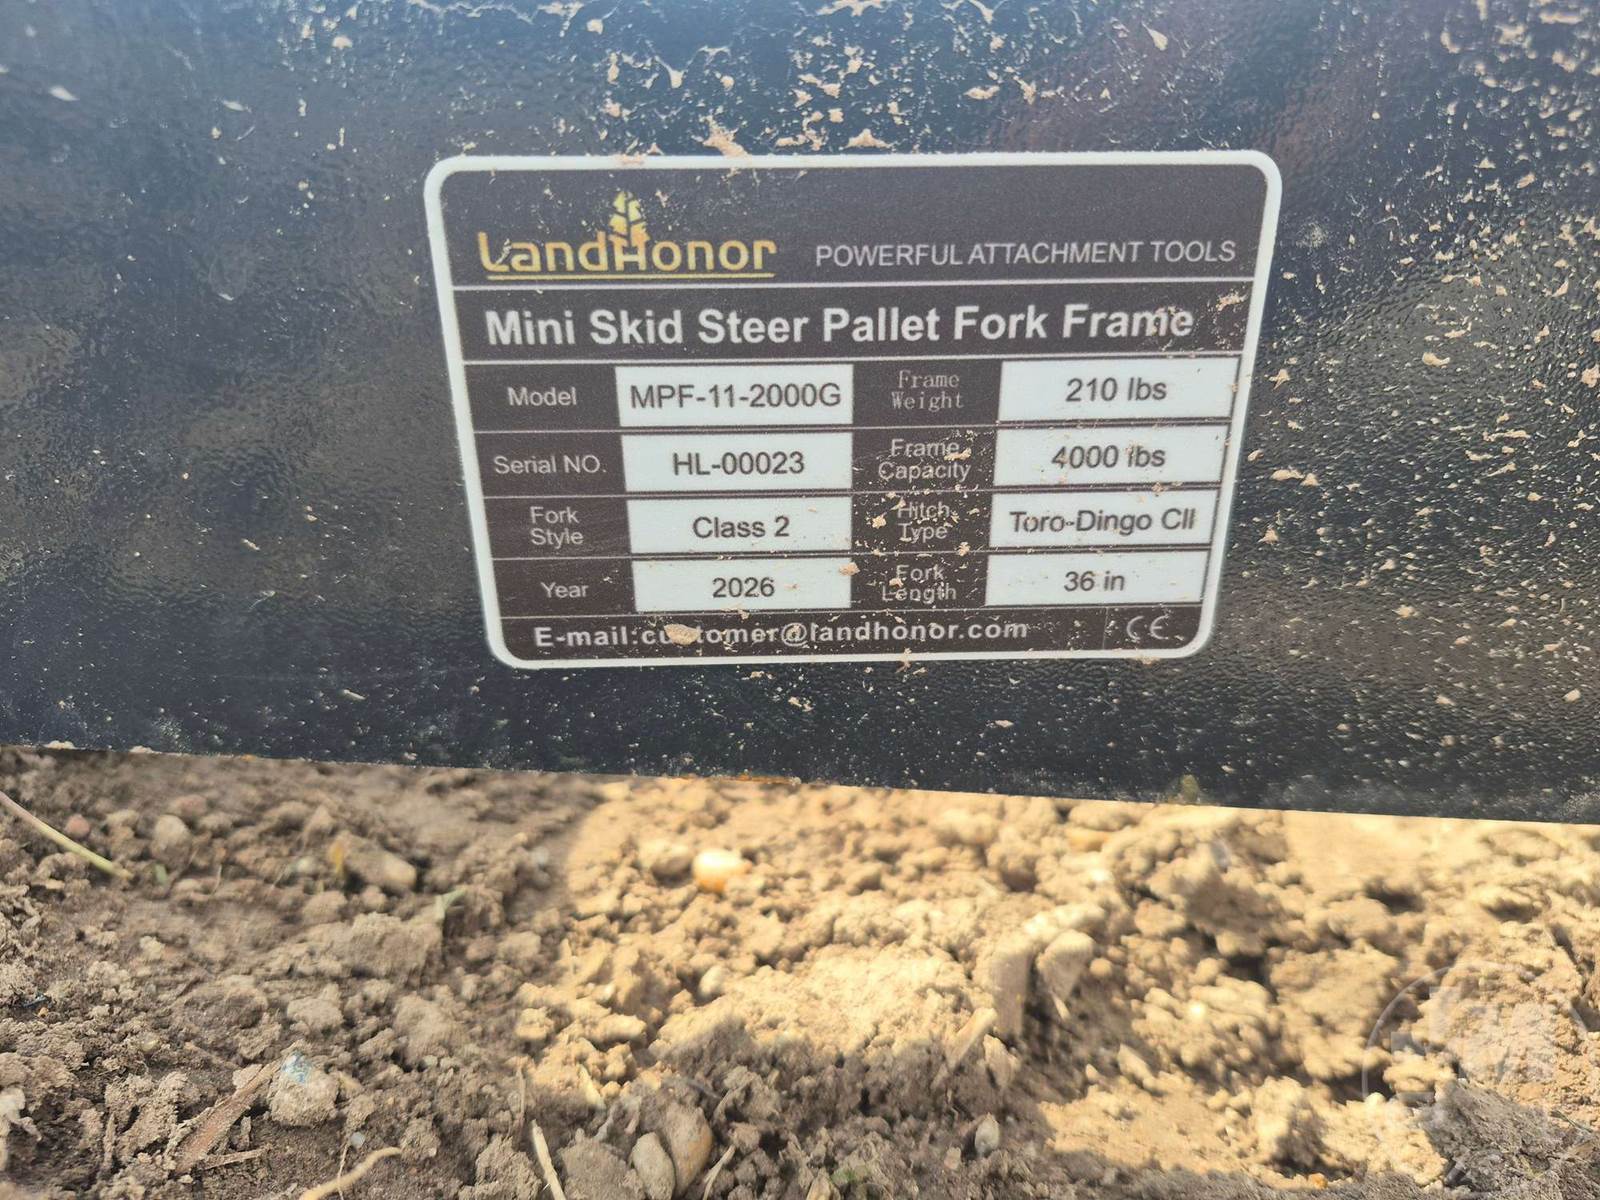 LandHonor POWERFUL ATTACHMENT TOOLS
Mini Skid Steer Pallet Fork Frame
Model MPF-11-2000G Frame Weight 210 lbs
Serial NO. HL-00023 Frame Capacity 4000 lbs
Fork Style Class 2 Hitch Type Toro-Dingo CII
Year 2026 Fork Length 36 in
E-mail:customer@landhonor.com CE